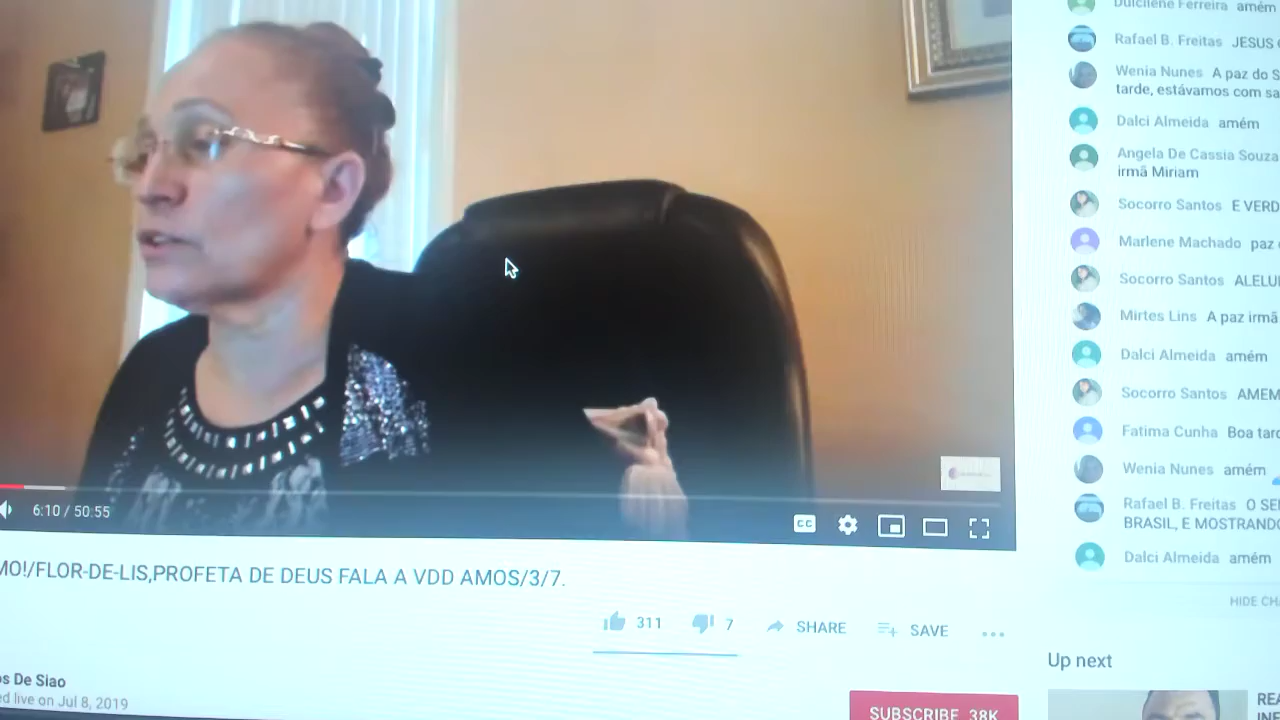 6:10 / 50:55
CC
MO!/FLOR-DE-LIS,PROFETA DE DEUS FALA A VDD AMOS/3/7.
311
7
SHARE
SAVE
os De Siao
ed live on Jul 8, 2019
SUBSCRIBE 38K
Dulcilene Ferreira amém
Rafael B. Freitas JESUS
Wenia Nunes A paz do S
tarde, estávamos com sa
Dalci Almeida amém
Angela De Cassia Souza
irmã Miriam
Socorro Santos E VERD
Marlene Machado paz
Socorro Santos ALELU
Mirtes Lins A paz irmã
Dalci Almeida amém
Socorro Santos AMEM
Fatima Cunha Boa tard
Wenia Nunes amém
Rafael B. Freitas O SE
BRASIL, E MOSTRANDO
Dalci Almeida amém
HIDE CHA
Up next
REA